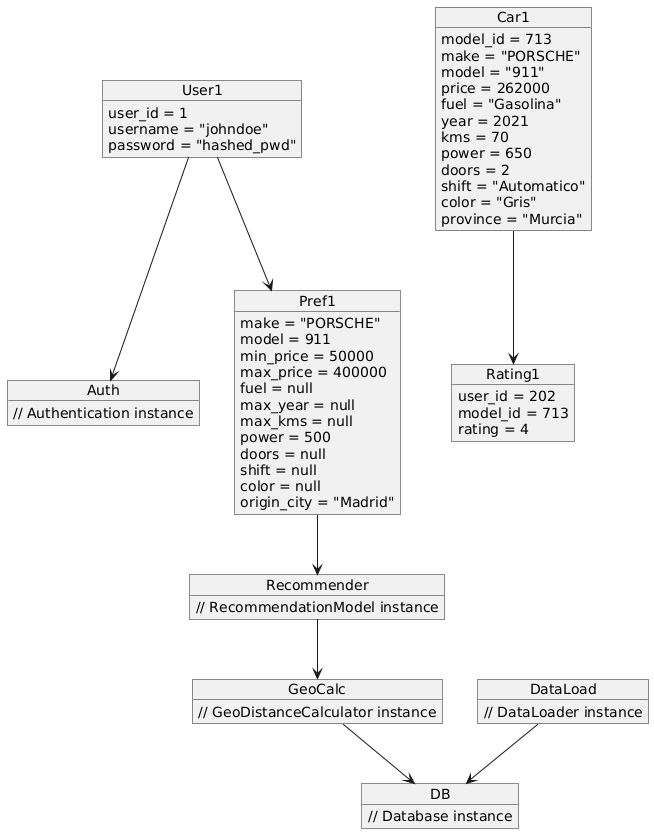 Car1
model_id = 713
make = "PORSCHE"
model = "911"
price = 262000
fuel = "Gasolina"
year = 2021
kms = 70
power = 650
doors = 2
shift = "Automatico"
color = "Gris"
province = "Murcia"
User1
user_id = 1
username = "johndoe"
password = "hashed_pwd"
Pref1
make = "PORSCHE"
model = 911
min_price = 50000
max_price = 400000
fuel = null
max_year = null
max_kms = null
power = 500
doors = null
shift = null
color = null
origin_city = "Madrid"
Auth
// Authentication instance
Rating1
user_id = 202
model_id = 713
rating = 4
Recommender
// RecommendationModel instance
GeoCalc
// GeoDistanceCalculator instance
DataLoad
// DataLoader instance
DB
// Database instance